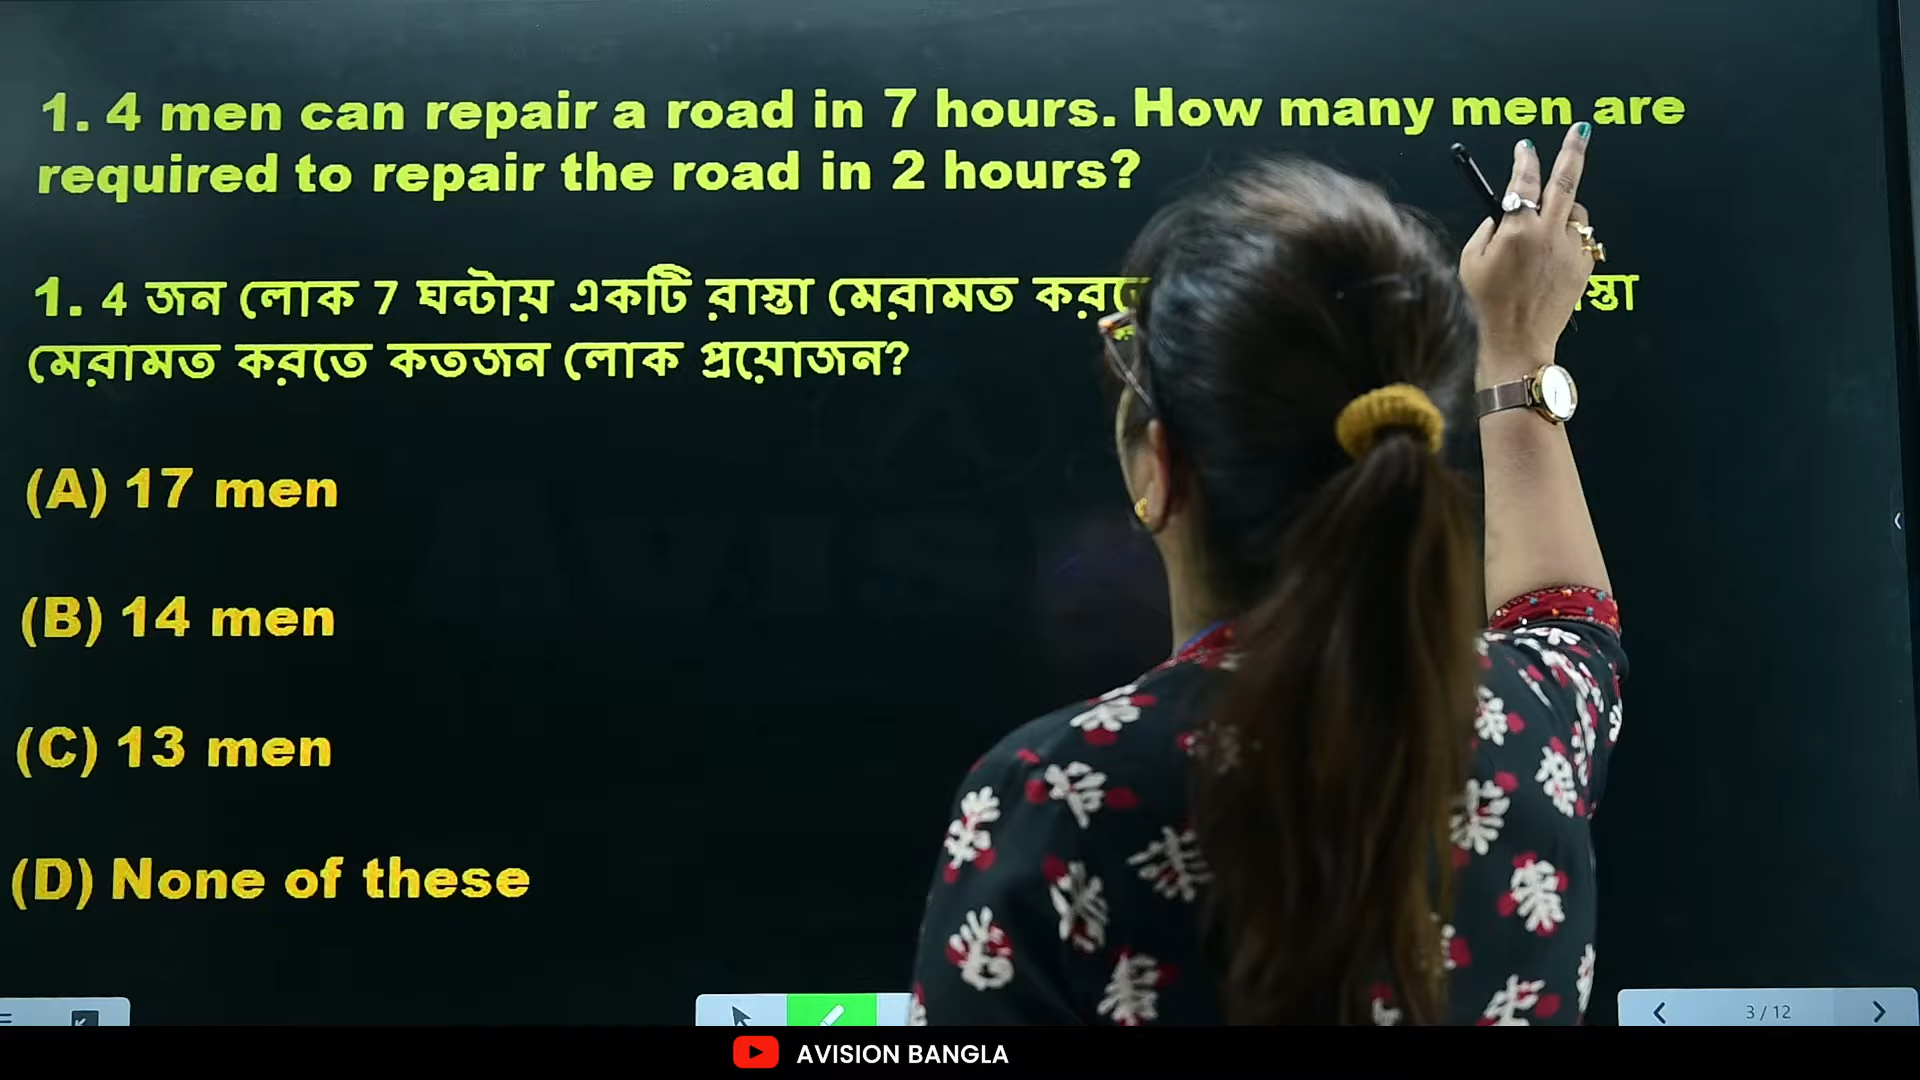 1. 4 men can repair a road in 7 hours. How many men are
required to repair the road in 2 hours?
1. 4 জন লোক 7 ঘন্টায় একটি রাস্তা মেরামত
মেরামত করতে কতজন লোক প্রয়োজন?
(A) 17 men
(B) 14 men
(C) 13 men
(D) None of these
3 / 12
AVISION BANGLA